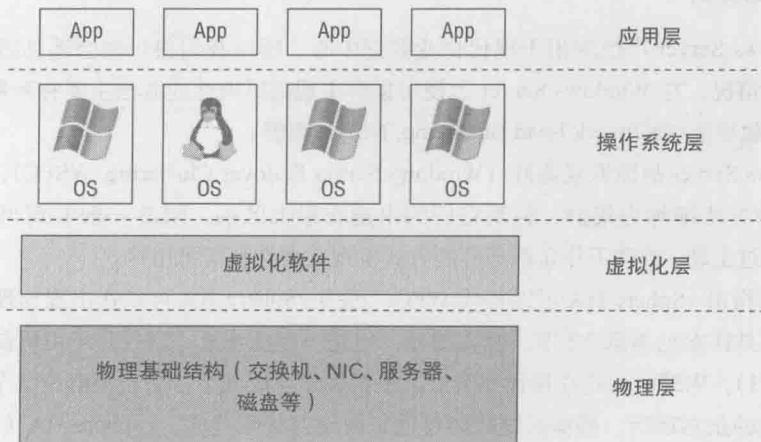 App App App App 应用层
OS OS OS OS 操作系统层
虚拟化软件 虚拟化层
物理基础结构（交换机、NIC、服务器、
磁盘等）
物理层